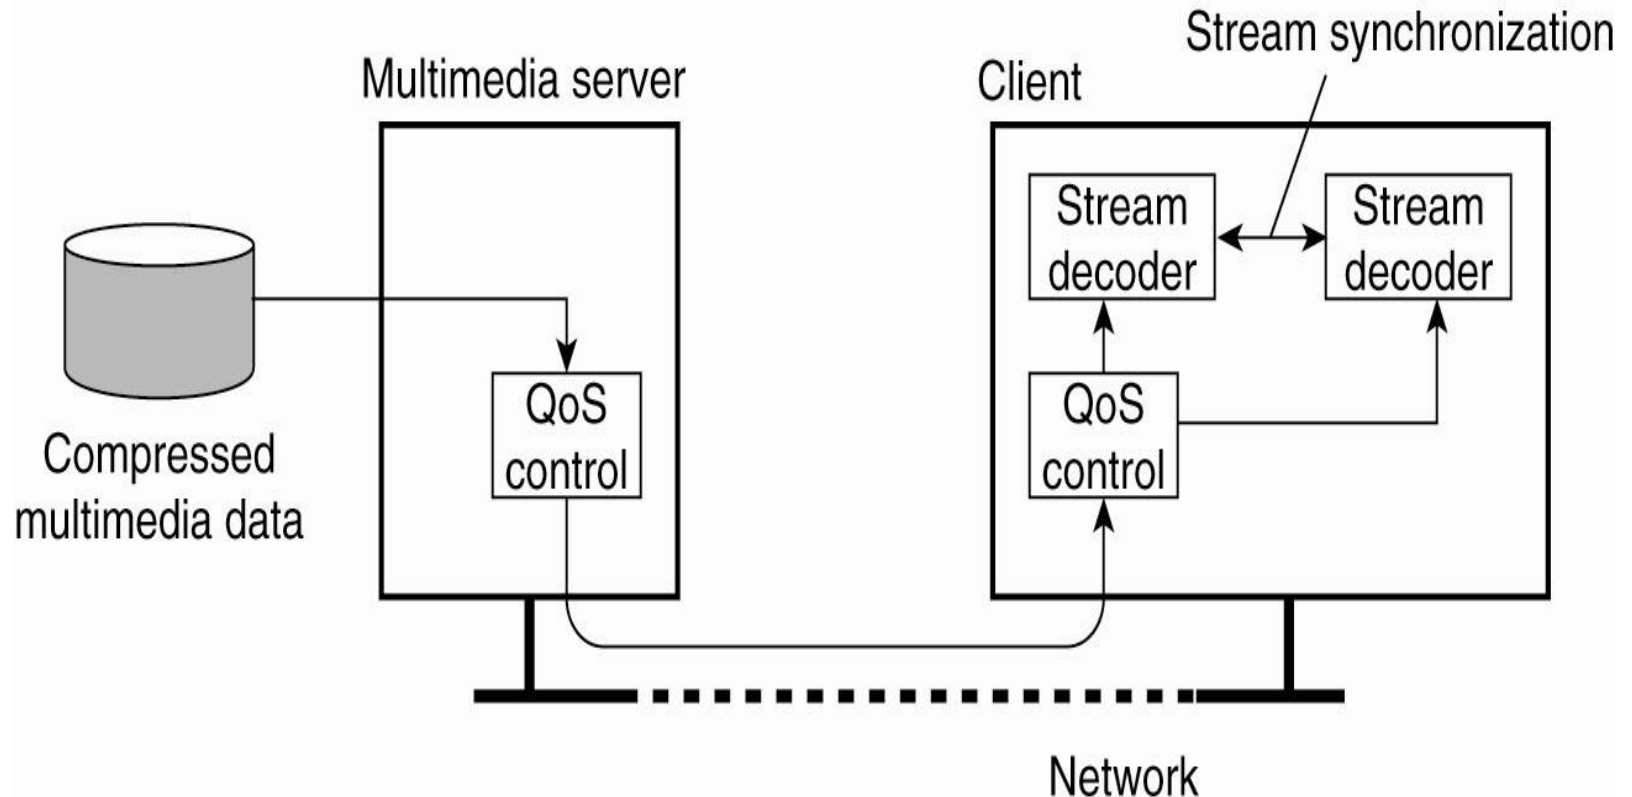 Stream synchronization
Multimedia server
Client
Stream
decoder
Stream
decoder
QoS
control
QoS
control
Compressed
multimedia data
Network